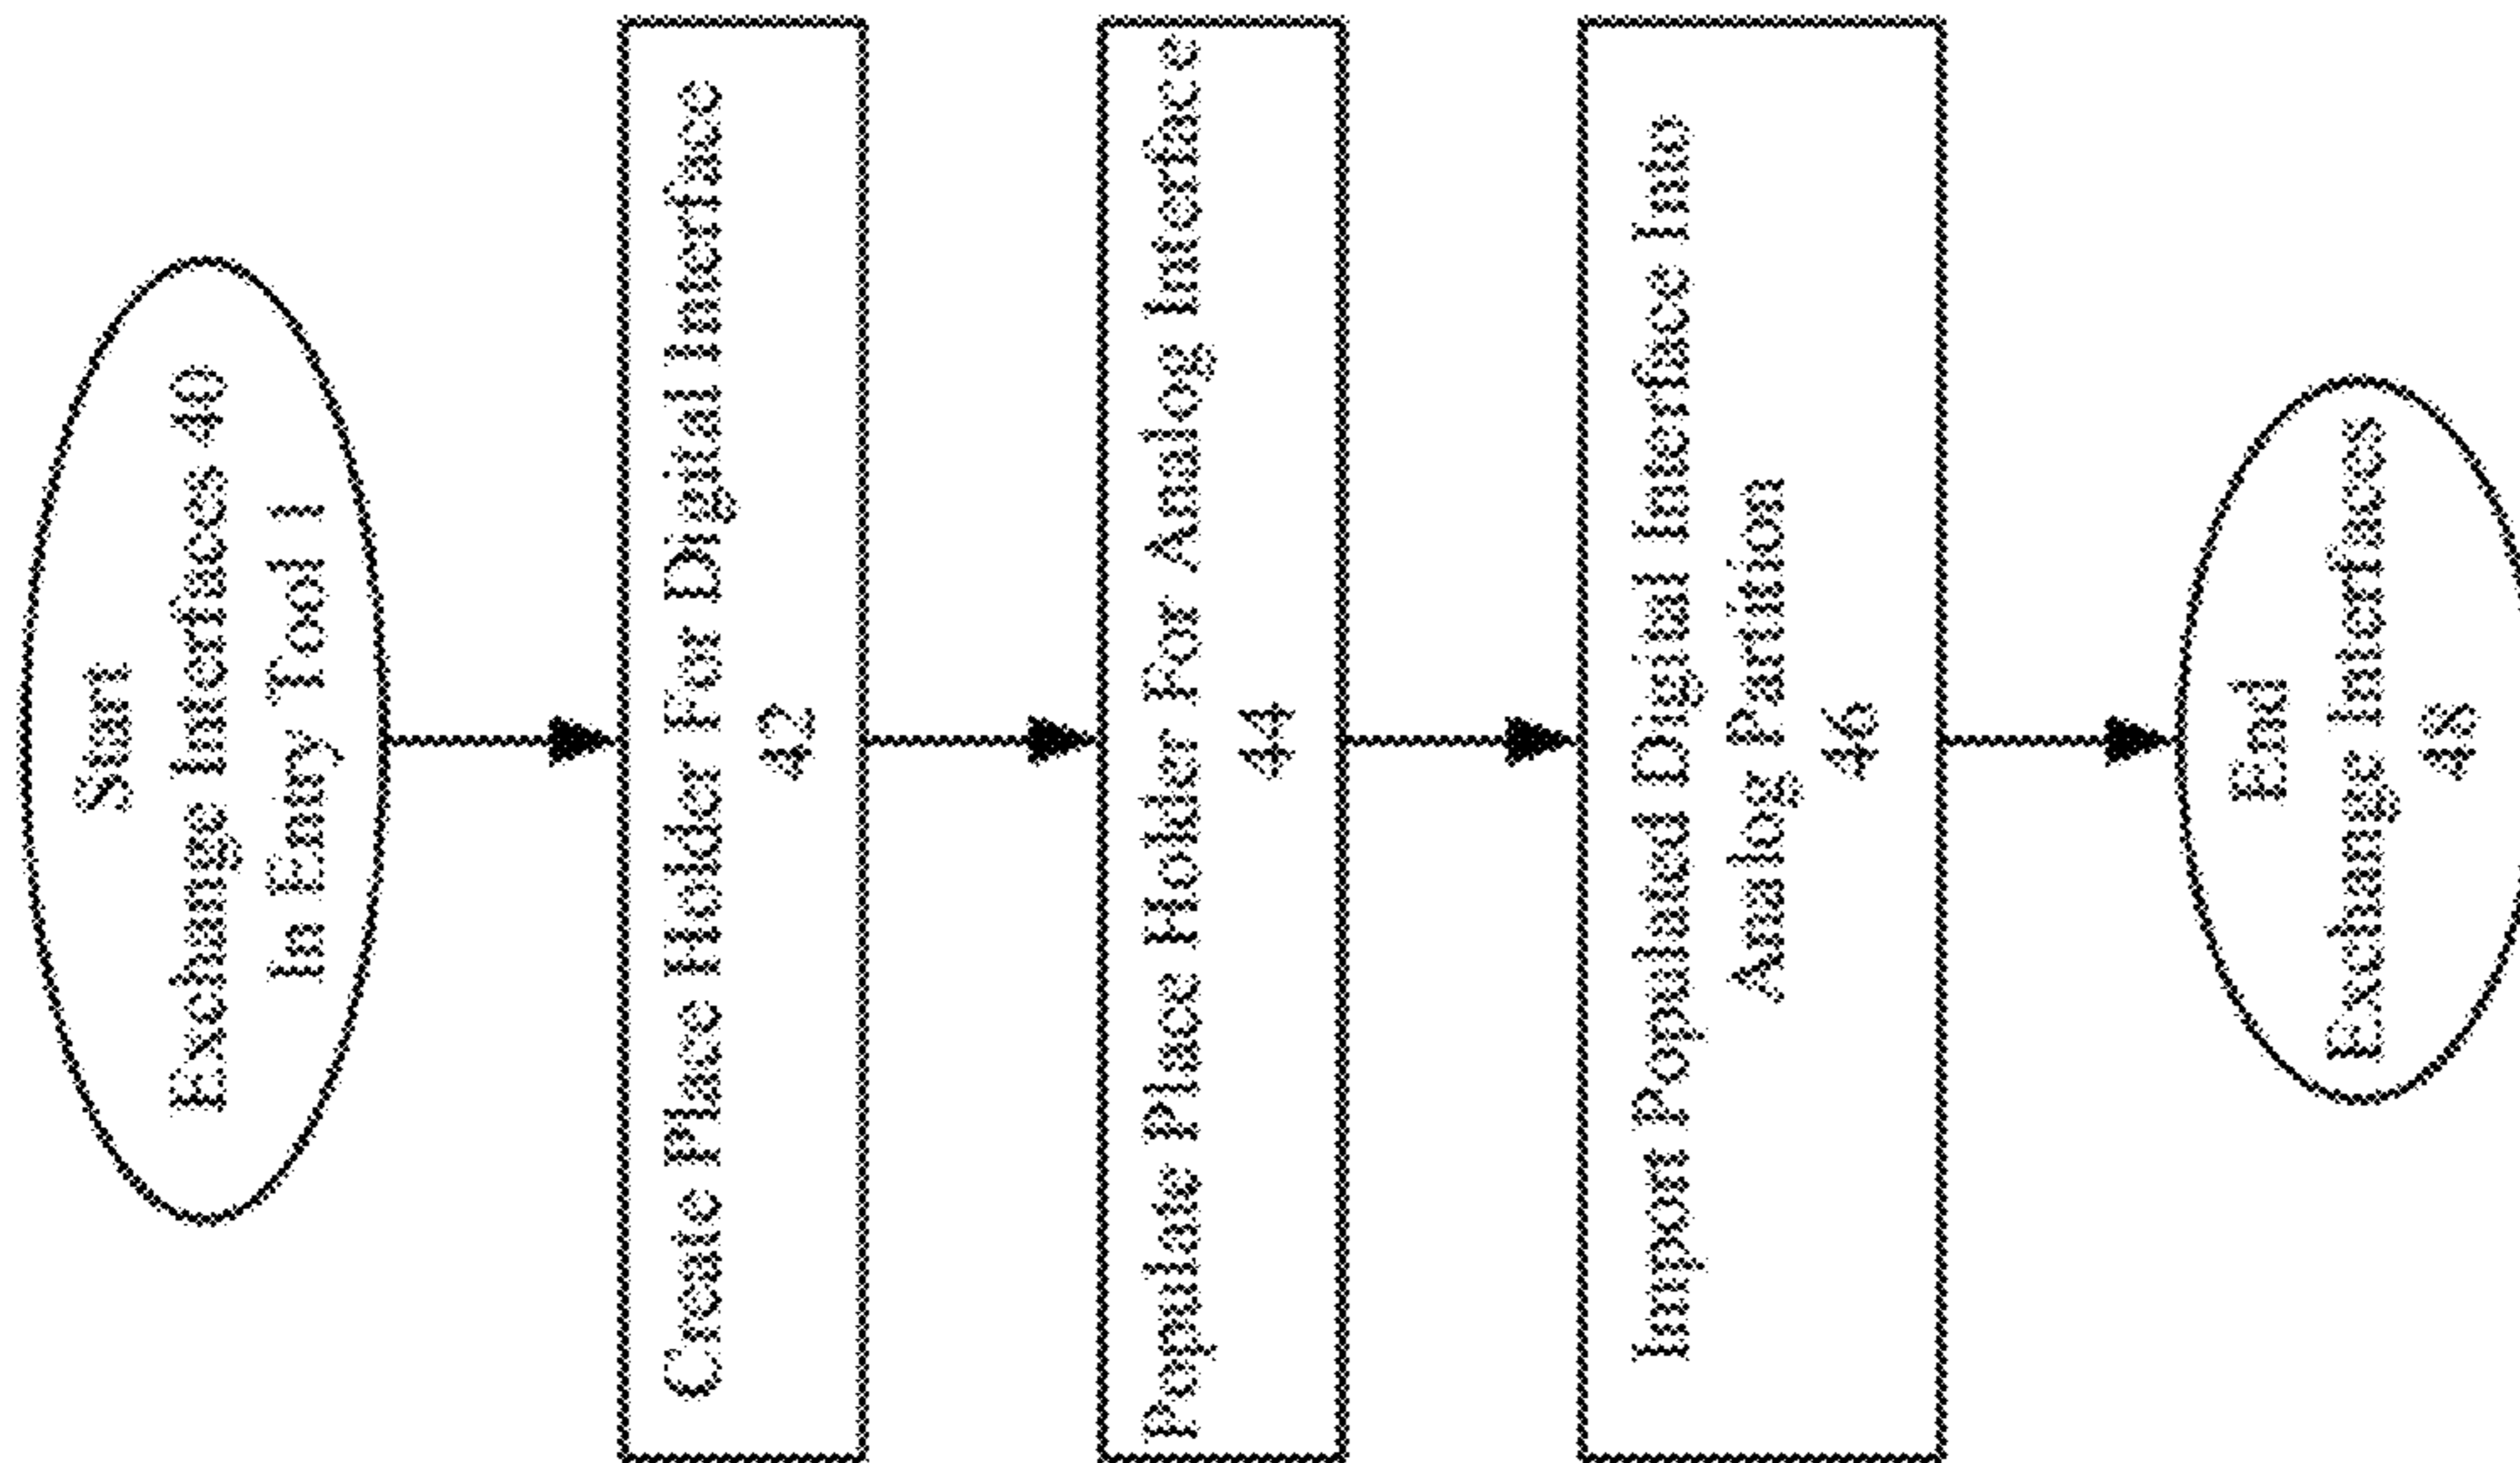 Start
Exchange Interfaces 40
In Entry Tool 1
Create Place Holder For Digital Interface
42
Populate Place Holder For Analog Interface
44
Import Populated Digital Interface Into
Analog Partition
46
End
Exchange Interfaces
48